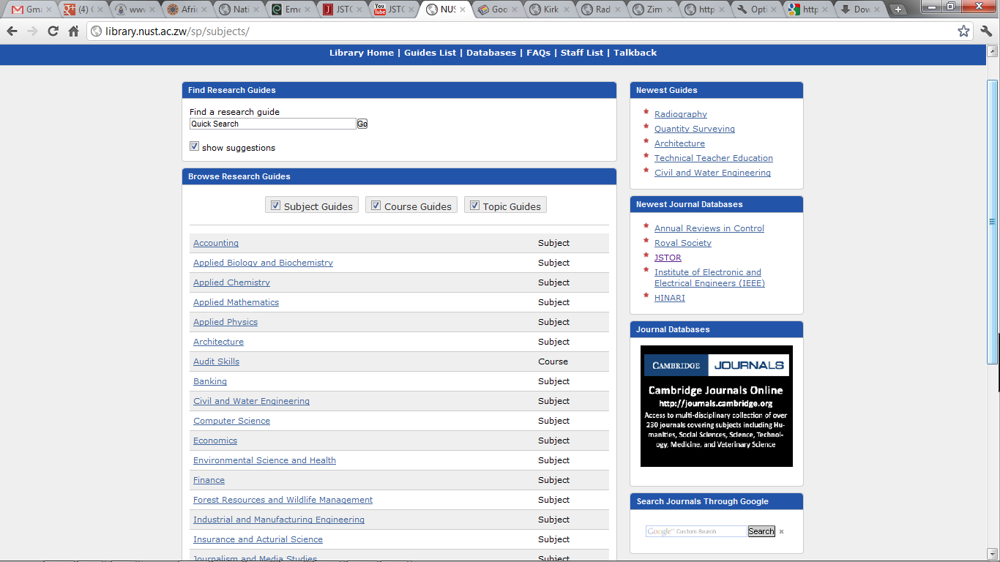 Gma
(4) (
www
Afri
Nati
Eme
JSTO
JSTO
NUS
Goo
Kirk
Rad
Zim
http
Opti
http
Dow
library.nust.ac.zw/sp/subjects/
Library Home | Guides List | Databases | FAQs | Staff List | Talkback
Find Research Guides
Find a research guide
Quick Search Go
show suggestions
Browse Research Guides
Subject Guides Course Guides Topic Guides
Accounting Subject
Applied Biology and Biochemistry Subject
Applied Chemistry Subject
Applied Mathematics Subject
Applied Physics Subject
Architecture Subject
Audit Skills Course
Banking Subject
Civil and Water Engineering Subject
Computer Science Subject
Economics Subject
Environmental Science and Health Subject
Finance Subject
Forest Resources and Wildlife Management Subject
Industrial and Manufacturing Engineering Subject
Insurance and Acturial Science Subject
Journalism and Media Studies Subject
Newest Guides
Radiography
Quantity Surveying
Architecture
Technical Teacher Education
Civil and Water Engineering
Newest Journal Databases
Annual Reviews in Control
Royal Society
JSTOR
Institute of Electronic and
Electrical Engineers (IEEE)
HINARI
Journal Databases
CAMBRIDGE JOURNALS
Cambridge Journals Online
http://journals.cambridge.org
Access to multi-disciplinary collection of over
230 journals covering subjects including Hu-
manities, Social Sciences, Science, Technol-
ogy, Medicine, and Veterinary Science
Search Journals Through Google
Google™ Custom Search Search